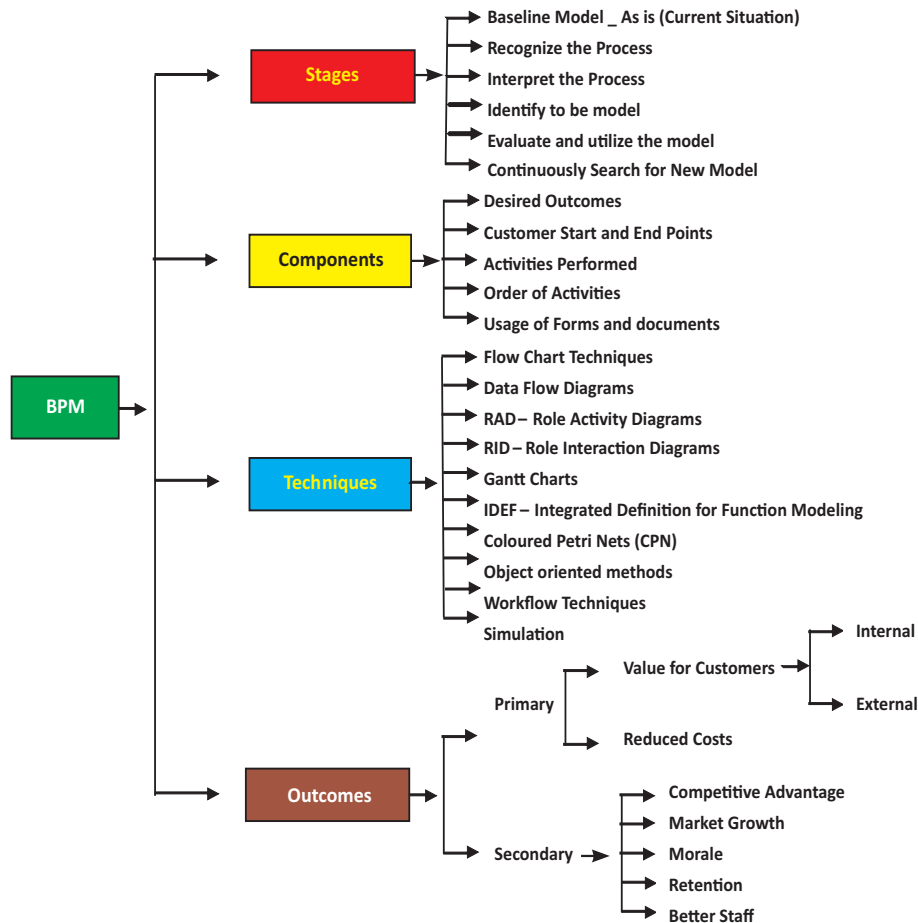 BPM
Stages
Baseline Model _ As is (Current Situation)
Recognize the Process
Interpret the Process
Identify to be model
Evaluate and utilize the model
Continuously Search for New Model
Components
Desired Outcomes
Customer Start and End Points
Activities Performed
Order of Activities
Usage of Forms and documents
Techniques
Flow Chart Techniques
Data Flow Diagrams
RAD – Role Activity Diagrams
RID – Role Interaction Diagrams
Gantt Charts
IDEF – Integrated Definition for Function Modeling
Coloured Petri Nets (CPN)
Object oriented methods
Workflow Techniques
Simulation
Outcomes
Primary
Value for Customers
Internal
External
Reduced Costs
Secondary
Competitive Advantage
Market Growth
Morale
Retention
Better Staff